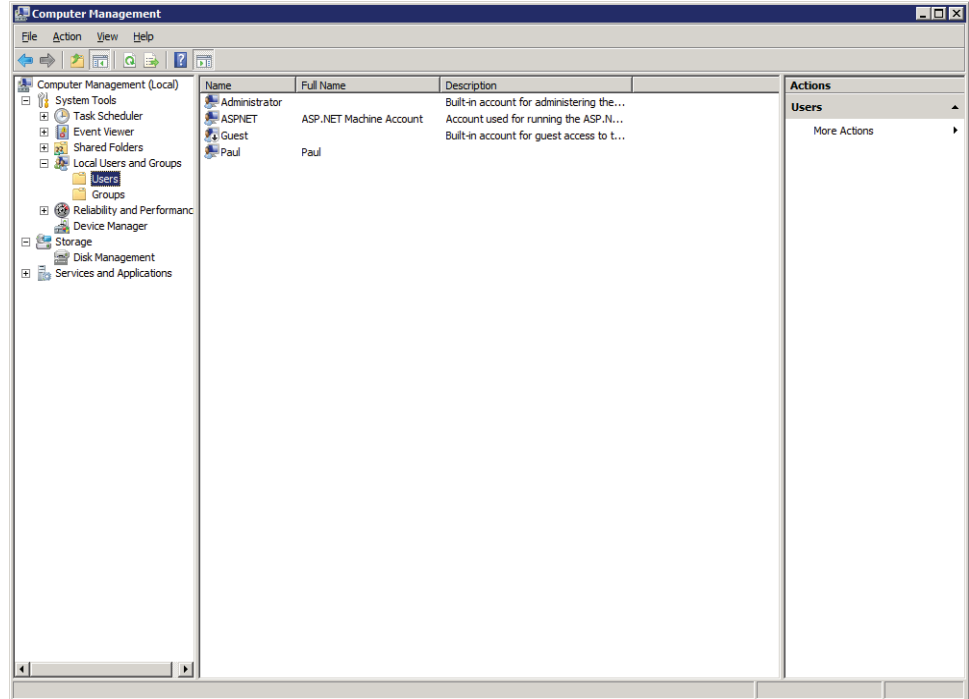 Computer Management
File Action View Help
Computer Management (Local)
System Tools
Task Scheduler
Event Viewer
Shared Folders
Local Users and Groups
Users
Groups
Reliability and Performanc
Device Manager
Storage
Disk Management
Services and Applications
Name Full Name Description
Administrator Built-in account for administering the...
ASPNET ASP.NET Machine Account Account used for running the ASP.N...
Guest Built-in account for guest access to t...
Paul Paul
Actions
Users
More Actions